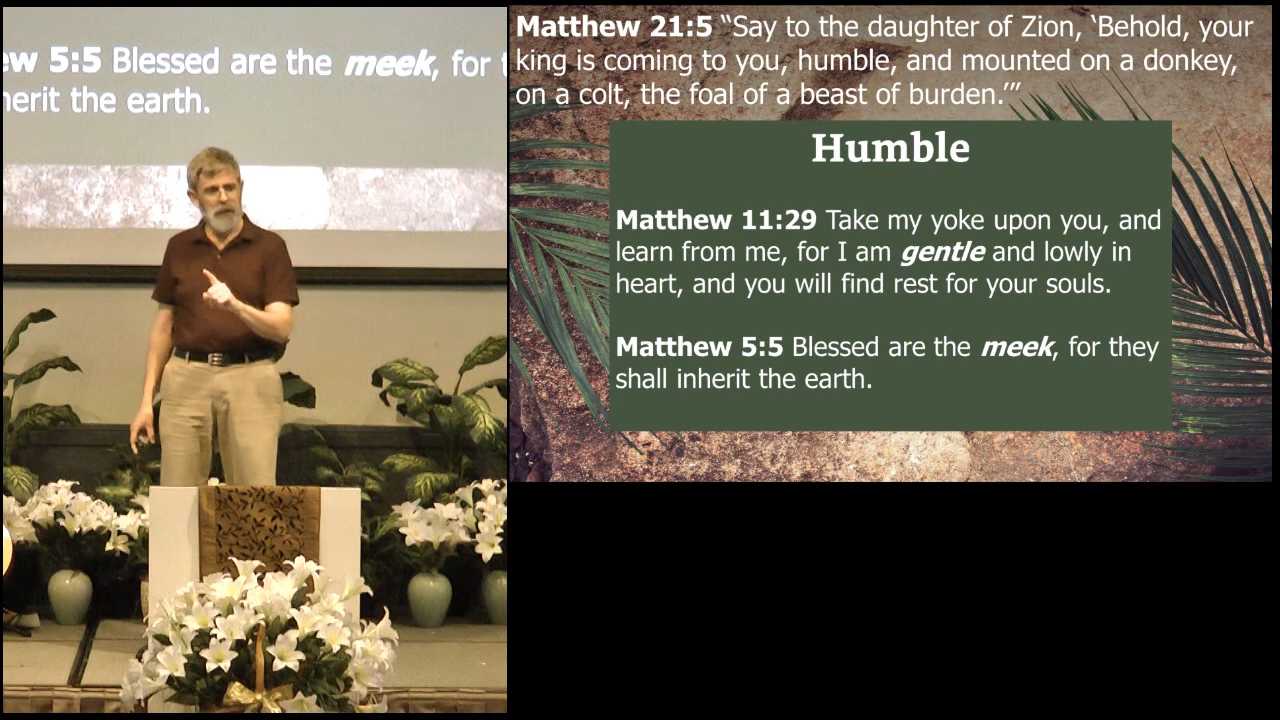 ew 5:5 Blessed are the meek, for
herit the earth.
Matthew 21:5 “Say to the daughter of Zion, ‘Behold, your
king is coming to you, humble, and mounted on a donkey,
on a colt, the foal of a beast of burden.’”
Humble
Matthew 11:29 Take my yoke upon you, and
learn from me, for I am gentle and lowly in
heart, and you will find rest for your souls.
Matthew 5:5 Blessed are the meek, for they
shall inherit the earth.